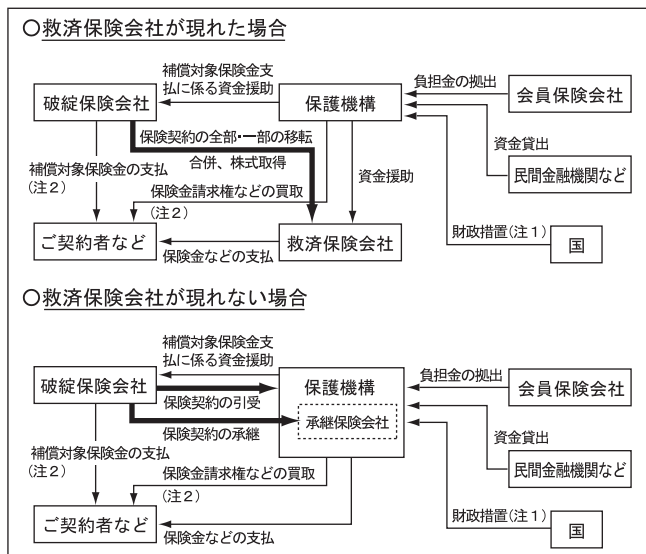 ○救済保険会社が現れた場合
補償対象保険金支
払に係る資金援助
負担金の拠出
破綻保険会社
保護機構
会員保険会社
保険契約の全部・一部の移転
合併、株式取得
資金貸出
補償対象保険金の支払
(注2)
保険金請求権などの買取
(注2)
資金援助
民間金融機関など
財政措置(注1)
ご契約者など
保険金などの支払
救済保険会社
国
○救済保険会社が現れない場合
補償対象保険金支
払に係る資金援助
負担金の拠出
破綻保険会社
保護機構
会員保険会社
保険契約の引受
承継保険会社
保険契約の承継
資金貸出
補償対象保険金の支払
(注2)
保険金請求権などの買取
(注2)
民間金融機関など
財政措置(注1)
ご契約者など
保険金などの支払
国